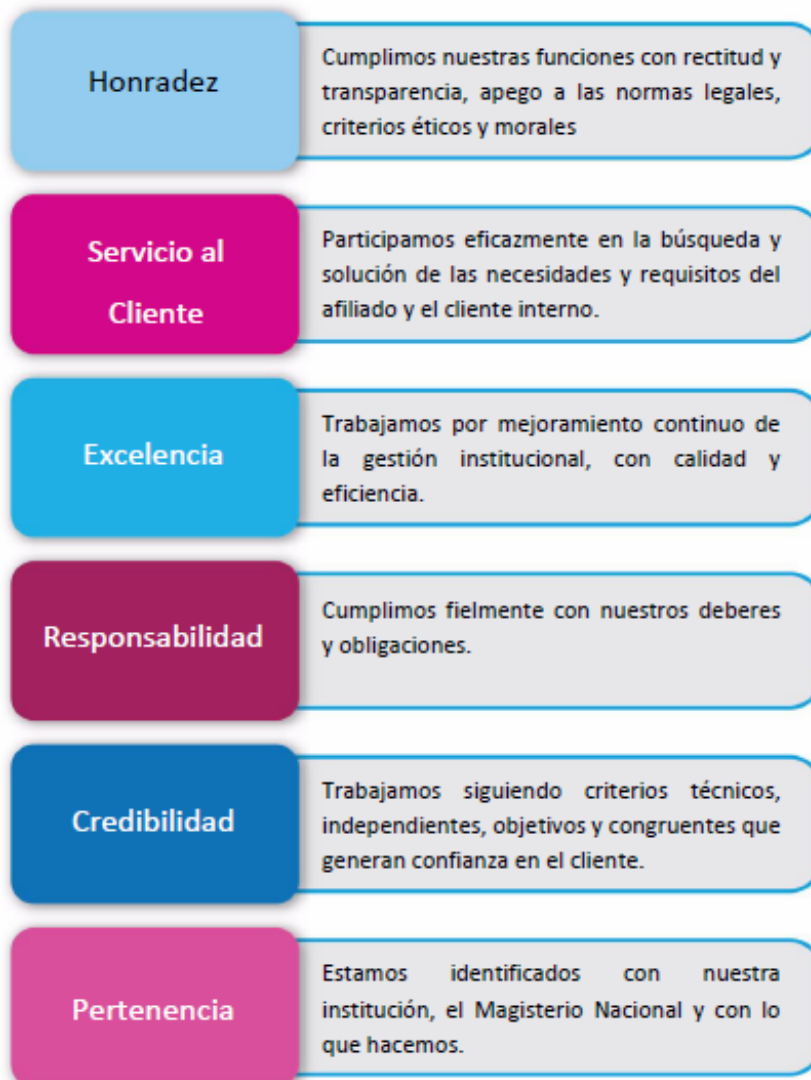 Honradez
Cumplimos nuestras funciones con rectitud y
transparencia, apego a las normas legales,
criterios éticos y morales
Servicio al
Cliente
Participamos eficazmente en la búsqueda y
solución de las necesidades y requisitos del
afiliado y el cliente interno.
Excelencia
Trabajamos por mejoramiento continuo de
la gestión institucional, con calidad y
eficiencia.
Responsabilidad
Cumplimos fielmente con nuestros deberes
y obligaciones.
Credibilidad
Trabajamos siguiendo criterios técnicos,
independientes, objetivos y congruentes que
generan confianza en el cliente.
Pertenencia
Estamos identificados con nuestra
institución, el Magisterio Nacional y con lo
que hacemos.